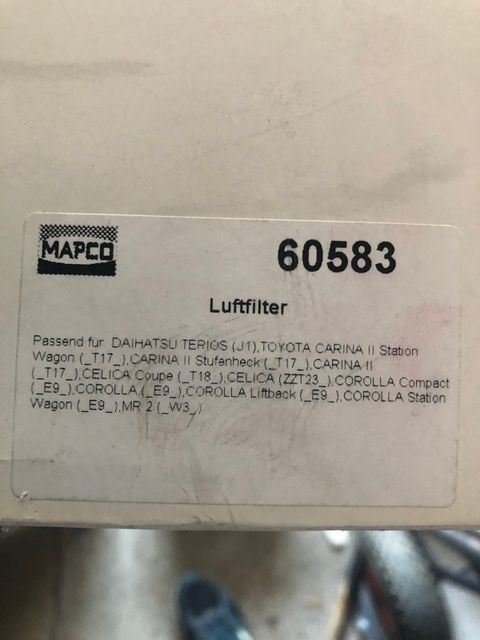 MAPCO
60583
Luftfilter
Passend für DAIHATSU TERIOS (J1),TOYOTA CARINA II Station
Wagon (_T17_),CARINA II Stufenheck (_T17_),CARINA II
(_T17_),CELICA Coupe (_T18_),CELICA (ZZT23_),COROLLA Compact
(_E9_),COROLLA (_E9_),COROLLA Liftback (_E9_),COROLLA Station
Wagon (_E9_),MR 2 (_W3_)